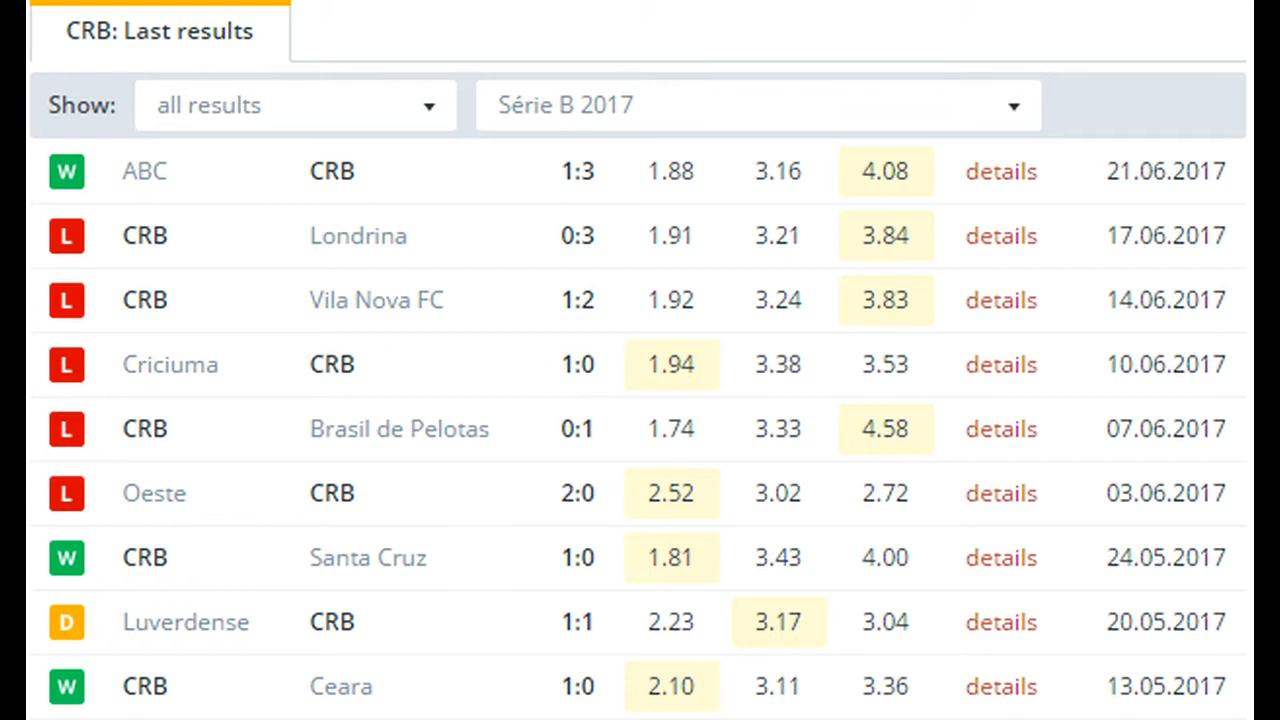 CRB: Last results
Show: all results Série B 2017
W ABC CRB 1:3 1.88 3.16 4.08 details 21.06.2017
L CRB Londrina 0:3 1.91 3.21 3.84 details 17.06.2017
L CRB Vila Nova FC 1:2 1.92 3.24 3.83 details 14.06.2017
L Criciuma CRB 1:0 1.94 3.38 3.53 details 10.06.2017
L CRB Brasil de Pelotas 0:1 1.74 3.33 4.58 details 07.06.2017
L Oeste CRB 2:0 2.52 3.02 2.72 details 03.06.2017
W CRB Santa Cruz 1:0 1.81 3.43 4.00 details 24.05.2017
D Luverdense CRB 1:1 2.23 3.17 3.04 details 20.05.2017
W CRB Ceara 1:0 2.10 3.11 3.36 details 13.05.2017